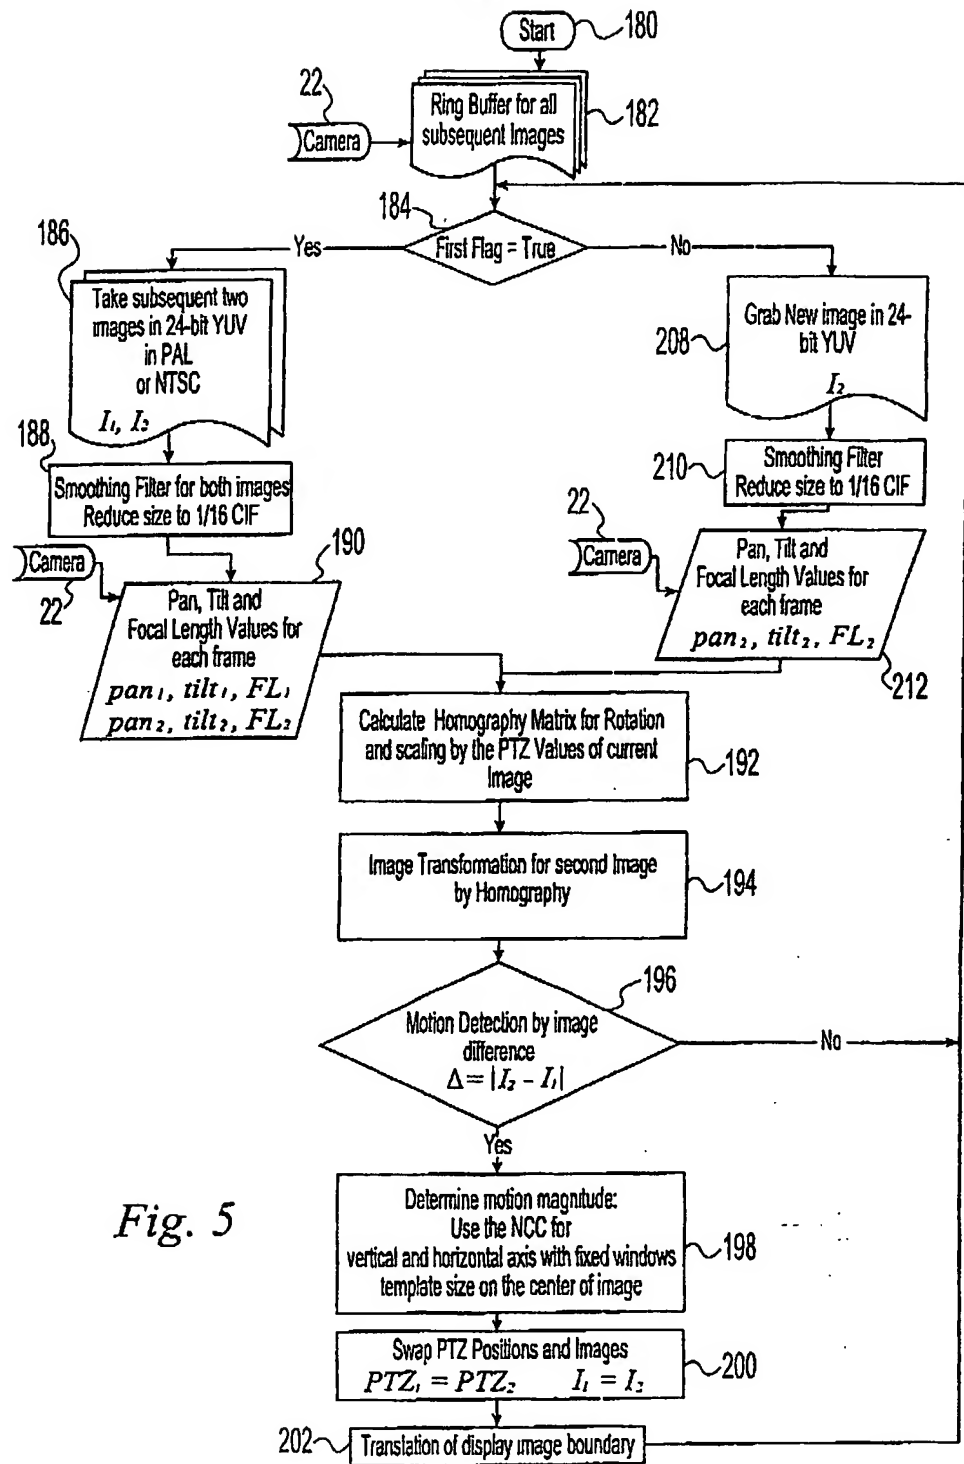 Start
180
22
Camera
Ring Buffer for all
subsequent Images
182
184
First Flag = True
Yes
No
186
Take subsequent two
images in 24-bit YUV
in PAL
or NTSC
I₁, I₂
208
Grab New image in 24-
bit YUV
I₂
188
Smoothing Filter for both images
Reduce size to 1/16 CIF
210
Smoothing Filter
Reduce size to 1/16 CIF
Camera
22
190
Pan, Tilt and
Focal Length Values for
each frame
pan₁, tilt₁, FL₁
pan₂, tilt₂, FL₂
22
Camera
Pan, Tilt and
Focal Length Values for
each frame
pan₂, tilt₂, FL₂
212
Calculate Homography Matrix for Rotation
and scaling by the PTZ Values of current
Image
192
Image Transformation for second Image
by Homography
194
196
Motion Detection by image
difference
Δ = |I₂ - I₁|
No
Yes
Fig. 5
Determine motion magnitude:
Use the NCC for
vertical and horizontal axis with fixed windows
template size on the center of image
198
Swap PTZ Positions and Images
PTZ₁ = PTZ₂ I₁ = I₂
200
202
Translation of display image boundary